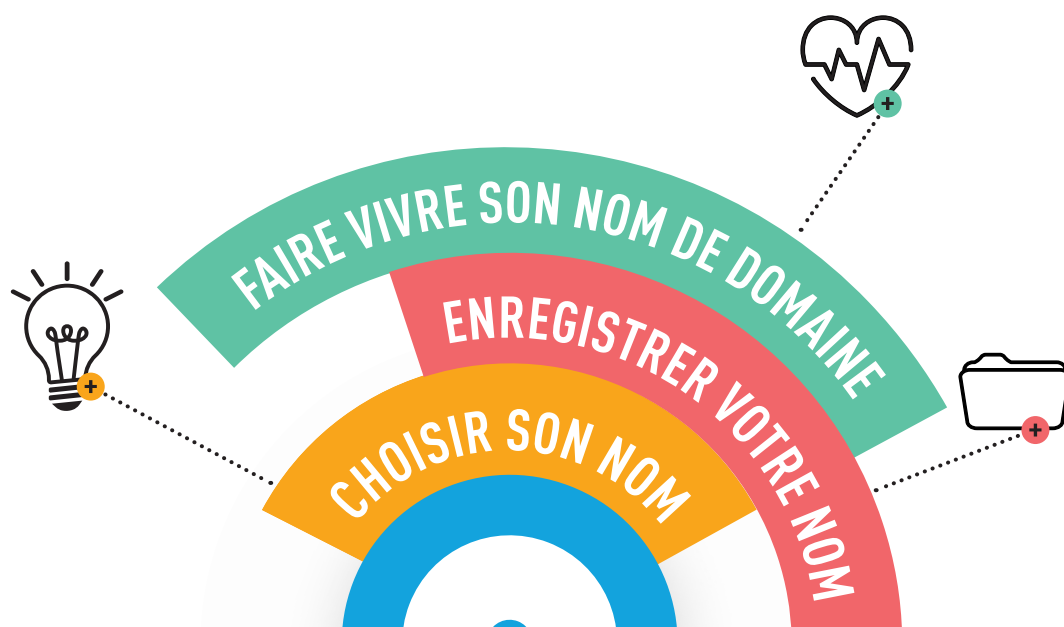 FAIRE VIVRE SON NOM DE DOMAINE
ENREGISTRER VOTRE NOM
CHOISIR SON NOM